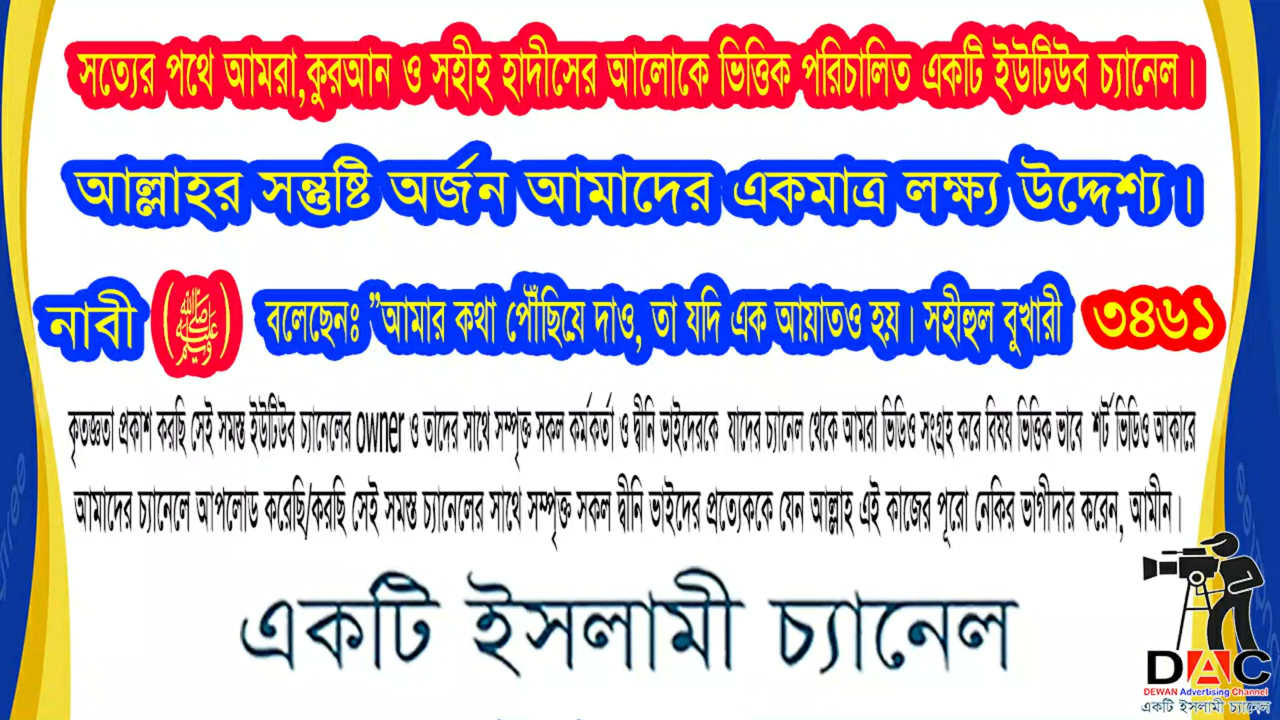 সত্যের পথে আমরা,কুরআন ও সহীহ হাদীসের আলোকে ভিত্তিক পরিচালিত একটি ইউটিউব চ্যানেল।
আল্লাহর সন্তুষ্টি অর্জন আমাদের একমাত্র লক্ষ্য উদ্দেশ্য।
নাবী (ﷺ) বলেছেনঃ ”আমার কথা পৌঁছিয়ে দাও, তা যদি এক আয়াতও হয়। সহীহুল বুখারী ৩৪৬১
কৃতজ্ঞতা প্রকাশ করছি সেই সমস্ত ইউটিউব চ্যানেলের owner ও তাদের সাথে সম্পৃক্ত সকল কর্মকর্তা ও দ্বীনি ভাইদেরকে যাদের চ্যানেল থেকে আমরা ভিডিও সংগ্রহ করে বিষয় ভিত্তিক ভাবে শর্ট ভিডিও আকারে
আমাদের চ্যানেলে আপলোড করেছি/করছি সেই সমস্ত চ্যানেলের সাথে সম্পৃক্ত সকল দ্বীনি ভাইদের প্রত্যেককে যেন আল্লাহ এই কাজের পূরো নেকির ভাগীদার করেন, আমীন।
একটি ইসলামী চ্যানেল
DAC
DEWAN Advertising Channel
একটি ইসলামী চ্যানেল